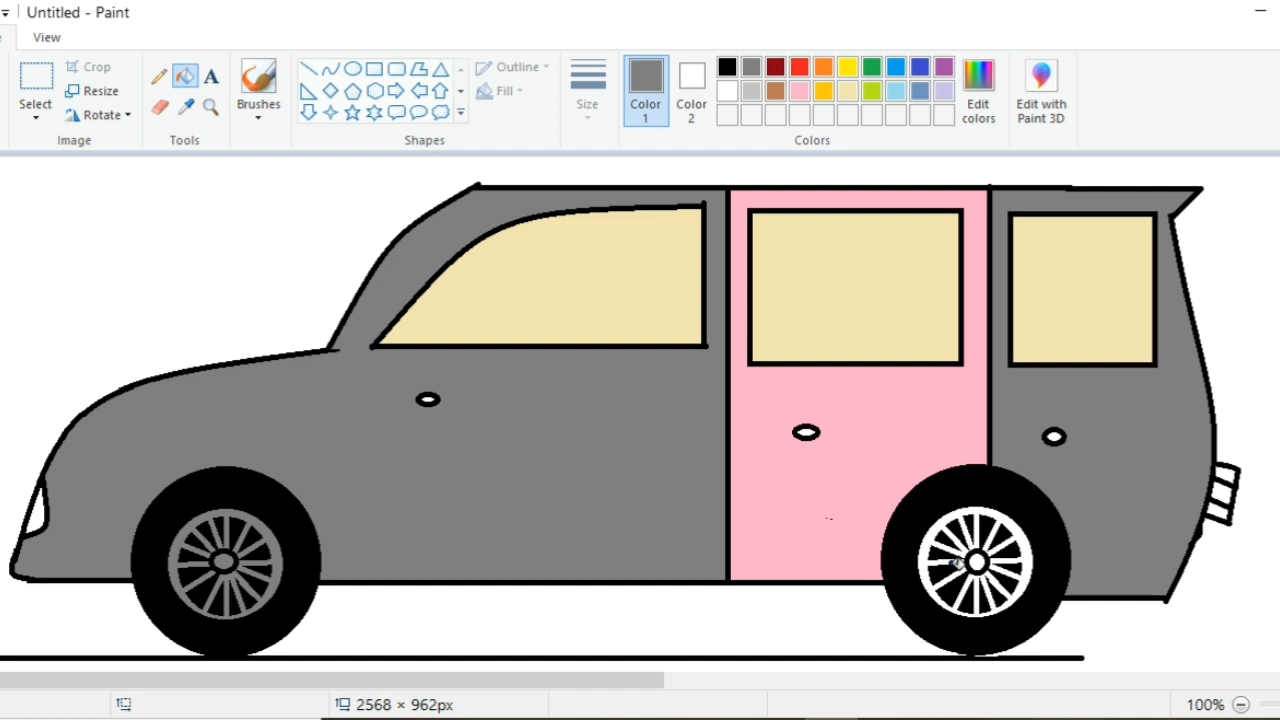 Untitled - Paint
View
Crop
Resize
Rotate
Select
Image
A
Tools
Brushes
Outline
Fill
Shapes
Size
Color 1
Color 2
Edit colors
Colors
Edit with Paint 3D
2568 × 962px
100%